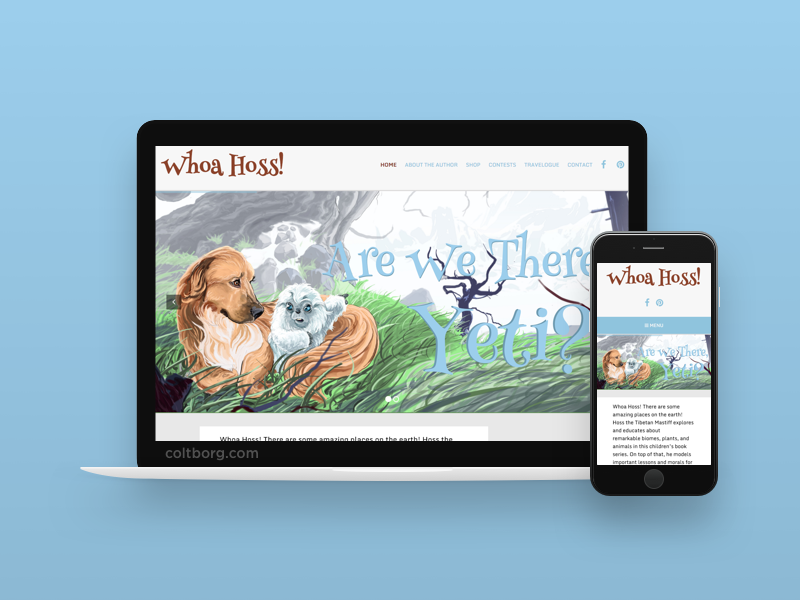 Whoa Hoss!
HOME ABOUT THE AUTHOR SHOP CONTESTS TRAVELOGUE CONTACT
Are We There
Yeti?
Whoa Hoss! There are some amazing places on the earth! Hoss the
coltborg.com
Whoa Hoss!
MENU
Are We There,
Yeti?
Whoa Hoss! There are some
amazing places on the earth!
Hoss the Tibetan Mastiff explores
and educates about
remarkable biomes, plants, and
animals in this children's book
series. On top of that, he models
important lessons and morals for